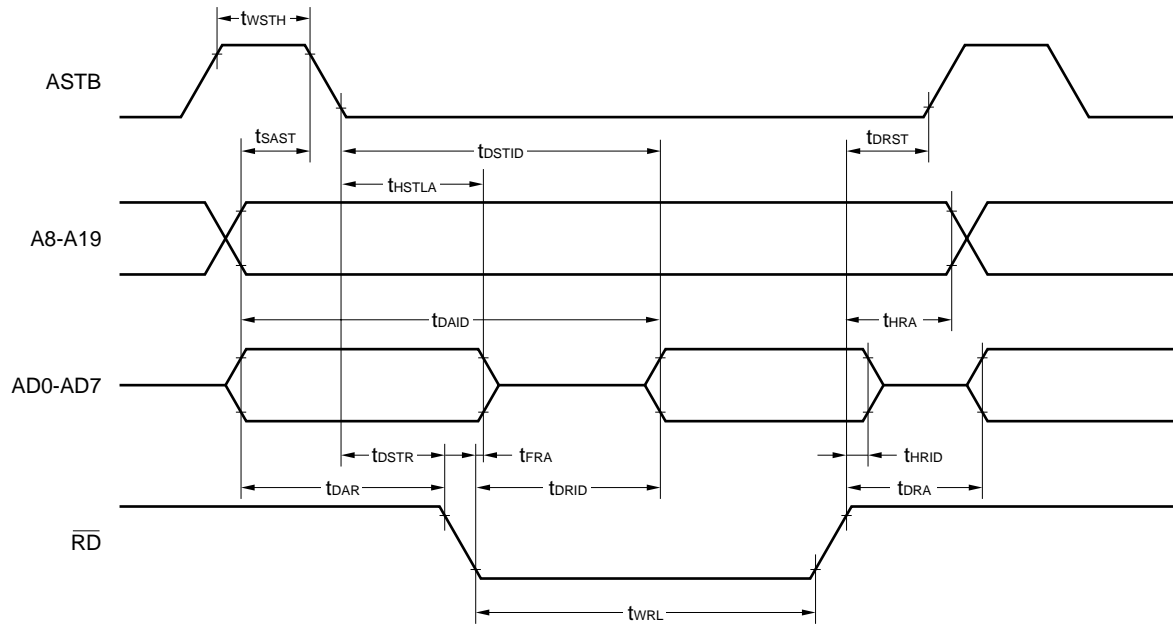 tWSTH
ASTB
tSAST
tDSTID
tDRST
tHSTLA
A8-A19
tDAID
tHRA
AD0-AD7
tDSTR
tFRA
tHRID
tDAR
tDRID
tDRA
RD
tWRL